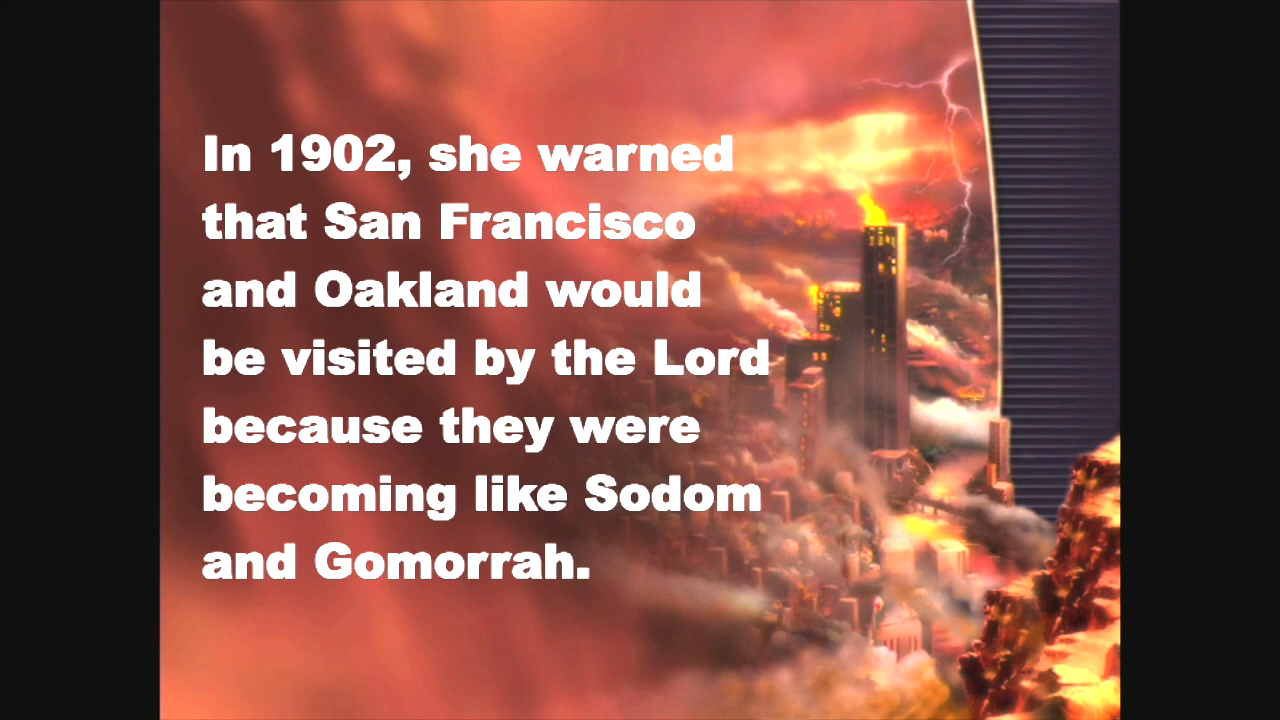 In 1902, she warned
that San Francisco
and Oakland would
be visited by the Lord
because they were
becoming like Sodom
and Gomorrah.